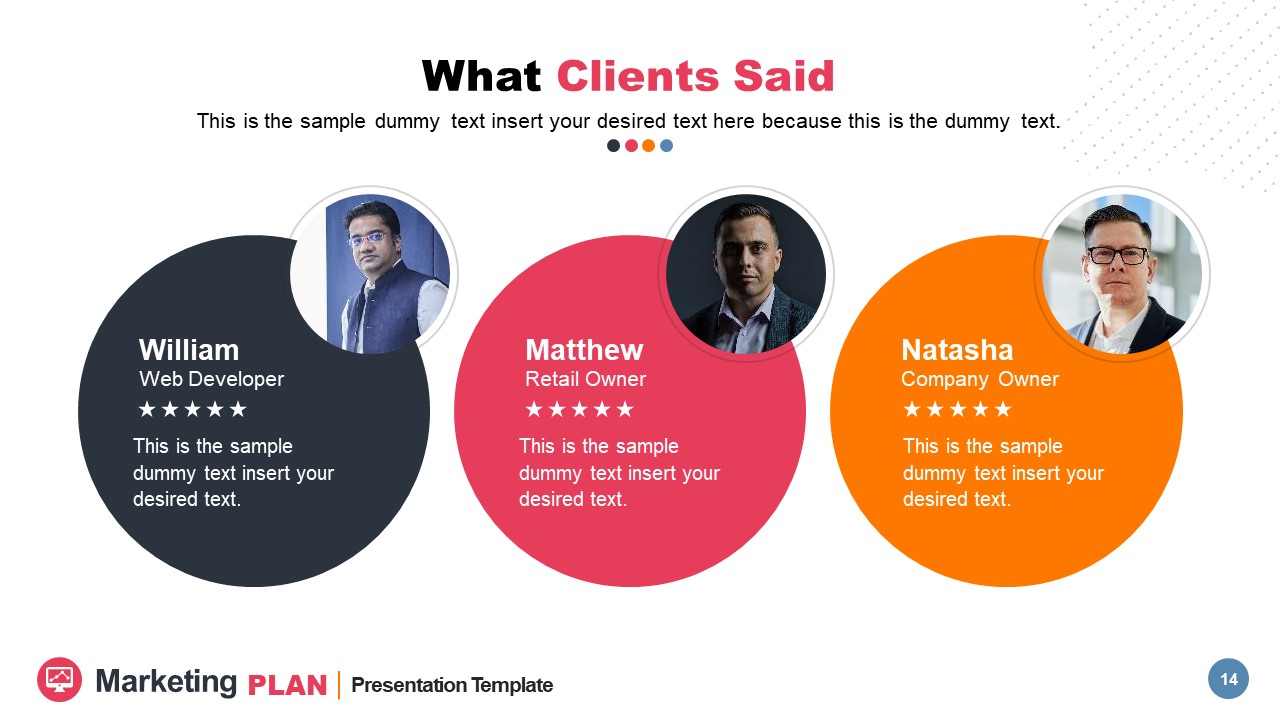 What Clients Said
This is the sample dummy text insert your desired text here because this is the dummy text.
William
Web Developer
★★★★★
This is the sample
dummy text insert your
desired text.
Matthew
Retail Owner
★★★★★
This is the sample
dummy text insert your
desired text.
Natasha
Company Owner
★★★★★
This is the sample
dummy text insert your
desired text.
Marketing PLAN | Presentation Template
14